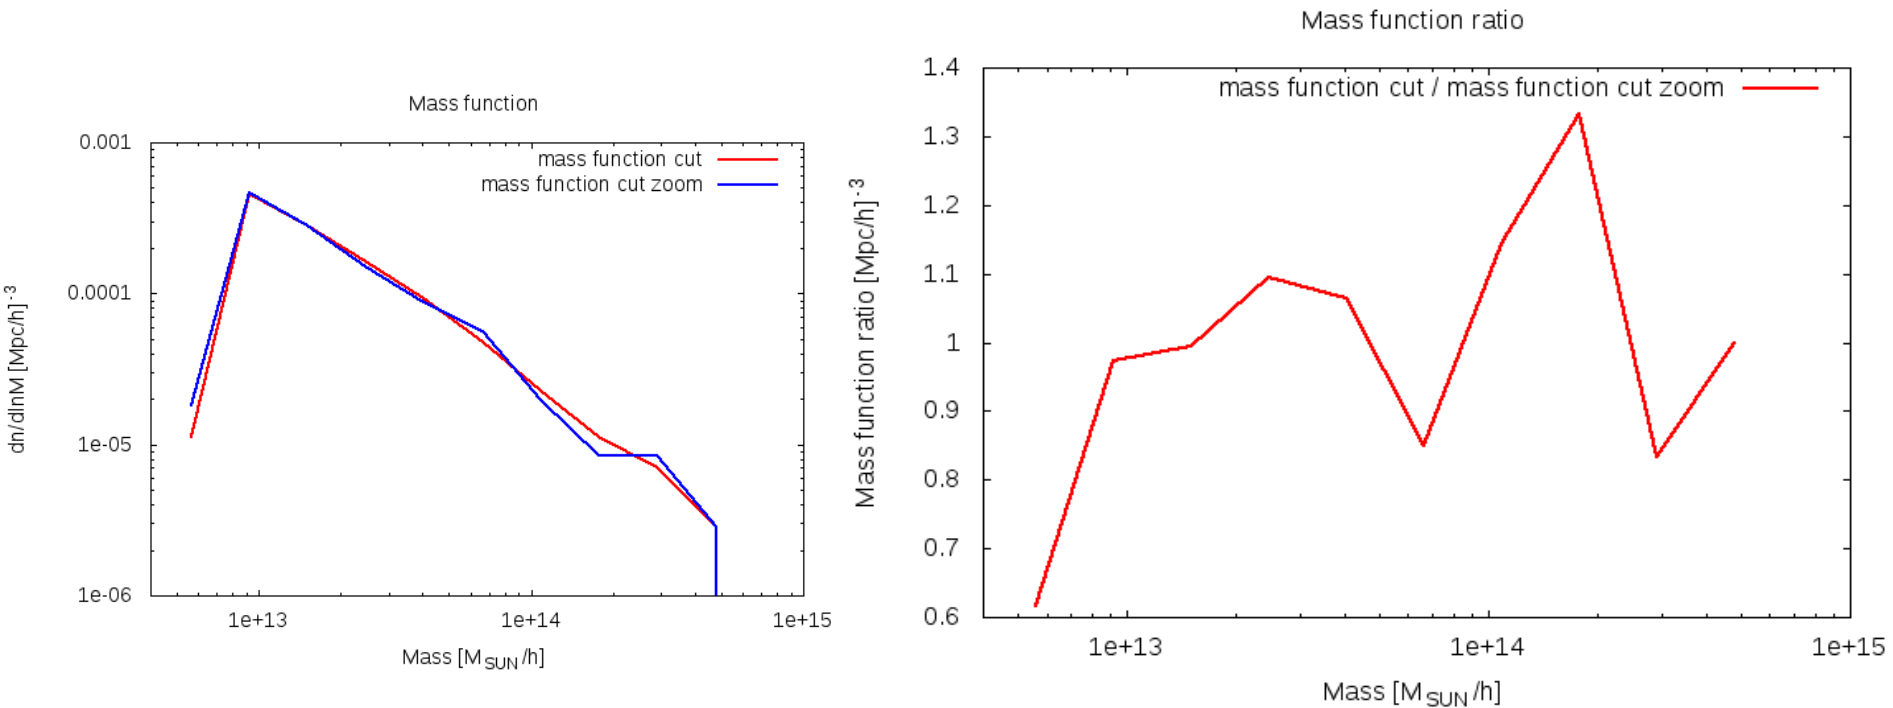 Mass function
0.001
0.0001
1e-05
1e-06
dn/dlnM [Mpc/h]-3
mass function cut
mass function cut zoom
1e+13
1e+14
1e+15
Mass [MSUN/h]
Mass function ratio
1.4
1.3
1.2
1.1
1
0.9
0.8
0.7
0.6
Mass function ratio [Mpc/h]-3
mass function cut / mass function cut zoom
1e+13
1e+14
1e+15
Mass [MSUN/h]